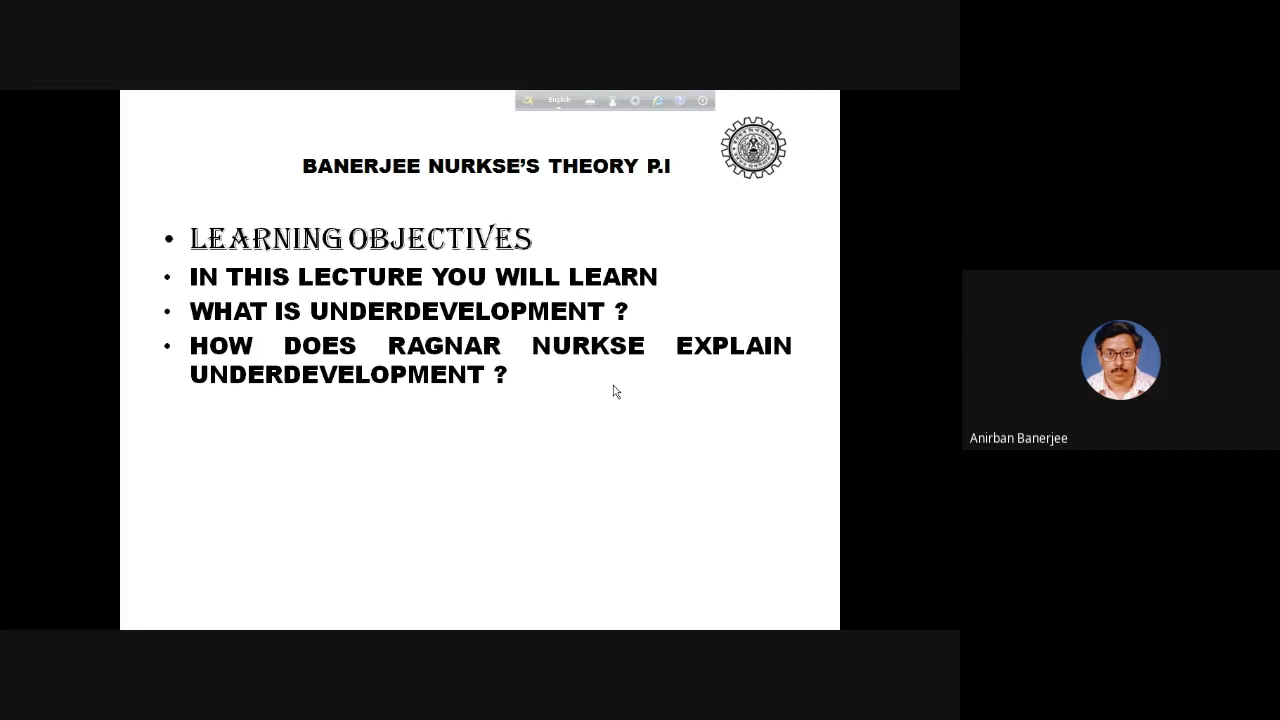 English
BANERJEE NURKSE'S THEORY P.I
• LEARNING OBJECTIVES
• IN THIS LECTURE YOU WILL LEARN
• WHAT IS UNDERDEVELOPMENT ?
• HOW DOES RAGNAR NURKSE EXPLAIN
UNDERDEVELOPMENT ?
Anirban Banerjee